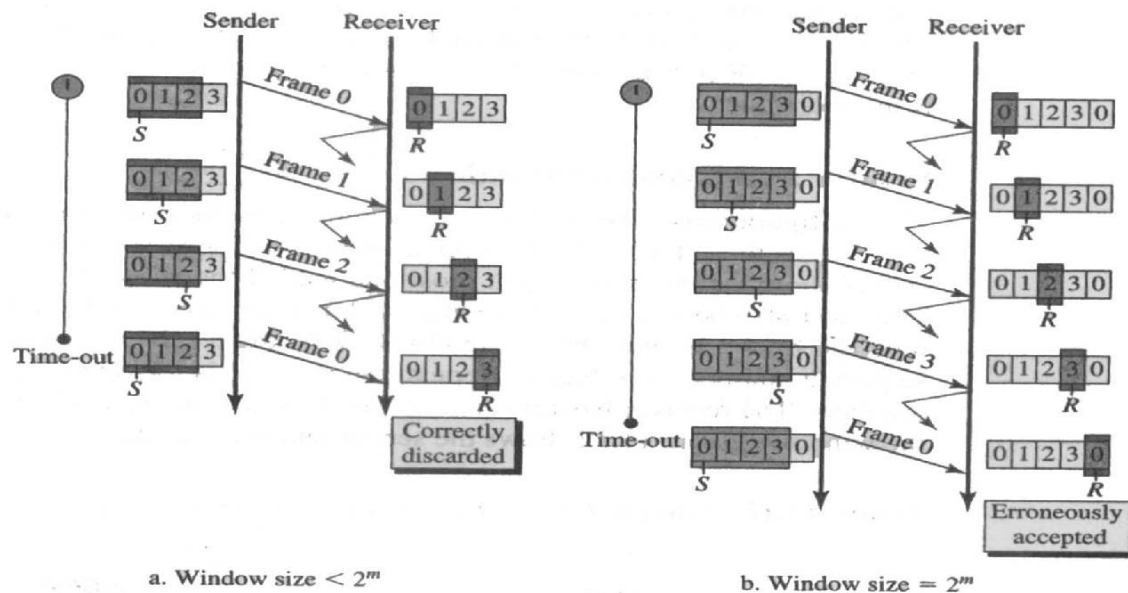 Sender Receiver
Frame 0
0 1 2 3
S
0 1 2 3
R
Frame 1
0 1 2 3
S
0 1 2 3
R
Frame 2
0 1 2 3
S
0 1 2 3
R
Time-out
Frame 0
0 1 2 3
S
0 1 2 3
R
Correctly
discarded
a. Window size < 2^m
Sender Receiver
Frame 0
0 1 2 3 0
S
0 1 2 3 0
R
Frame 1
0 1 2 3 0
S
0 1 2 3 0
R
Frame 2
0 1 2 3 0
S
0 1 2 3 0
R
Frame 3
0 1 2 3 0
S
0 1 2 3 0
R
Time-out
Frame 0
0 1 2 3 0
S
0 1 2 3 0
R
Erroneously
accepted
b. Window size = 2^m